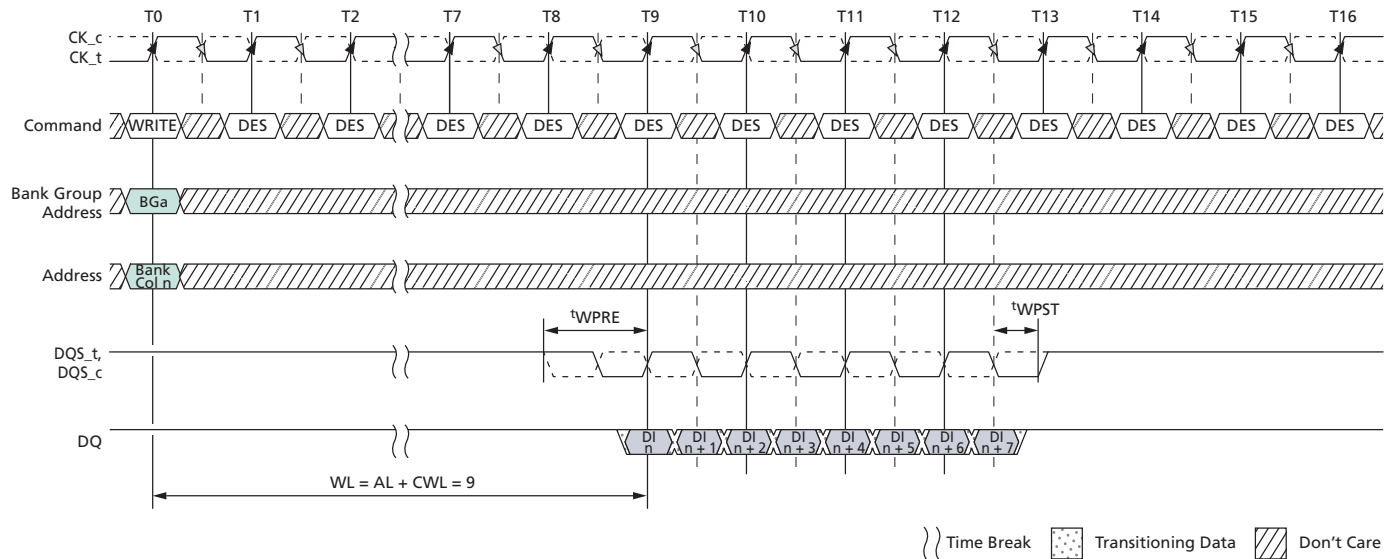 T0 T1 T2 T7 T8 T9 T10 T11 T12 T13 T14 T15 T16
CK_c
CK_t
Command WRITE DES DES DES DES DES DES DES DES DES DES DES DES
Bank Group
Address
BGa
Address
Bank
Col n
tWPRE tWPST
DQS_t,
DQS_c
DQ
DI
n
DI
n + 1
DI
n + 2
DI
n + 3
DI
n + 4
DI
n + 5
DI
n + 6
DI
n + 7
WL = AL + CWL = 9
Time Break Transitioning Data Don't Care